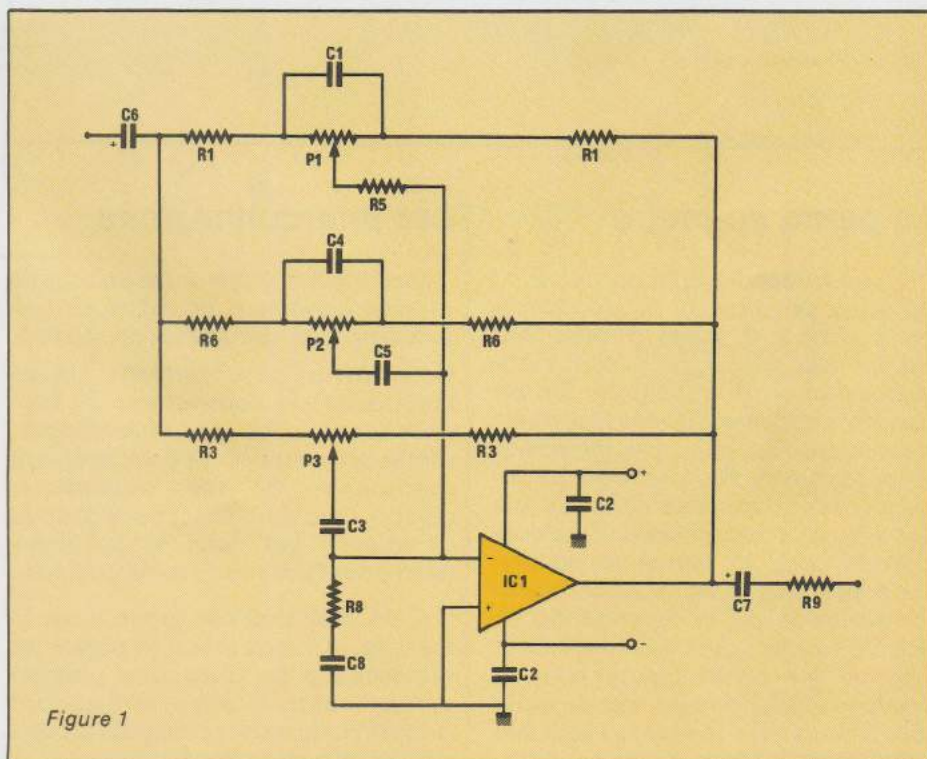 C1
C6
+
R1
P1
R1
R5
C4
R6
P2
R6
C5
R3
P3
R3
+
C2
C3
-
IC1
+
R8
+
C7
R9
-
C8
C2
Figure 1